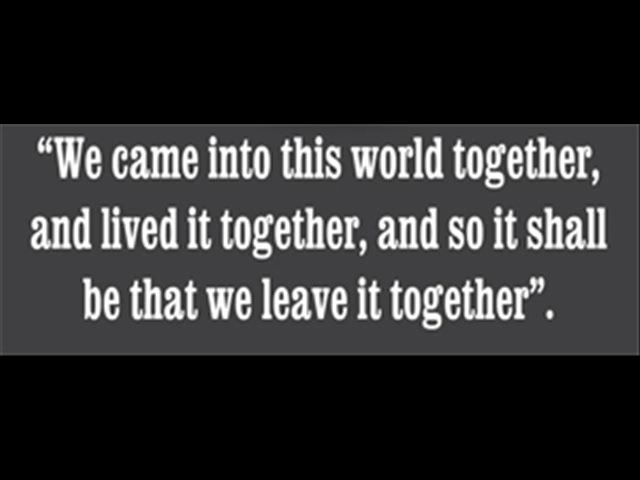 “We came into this world together,
and lived it together, and so it shall
be that we leave it together”.